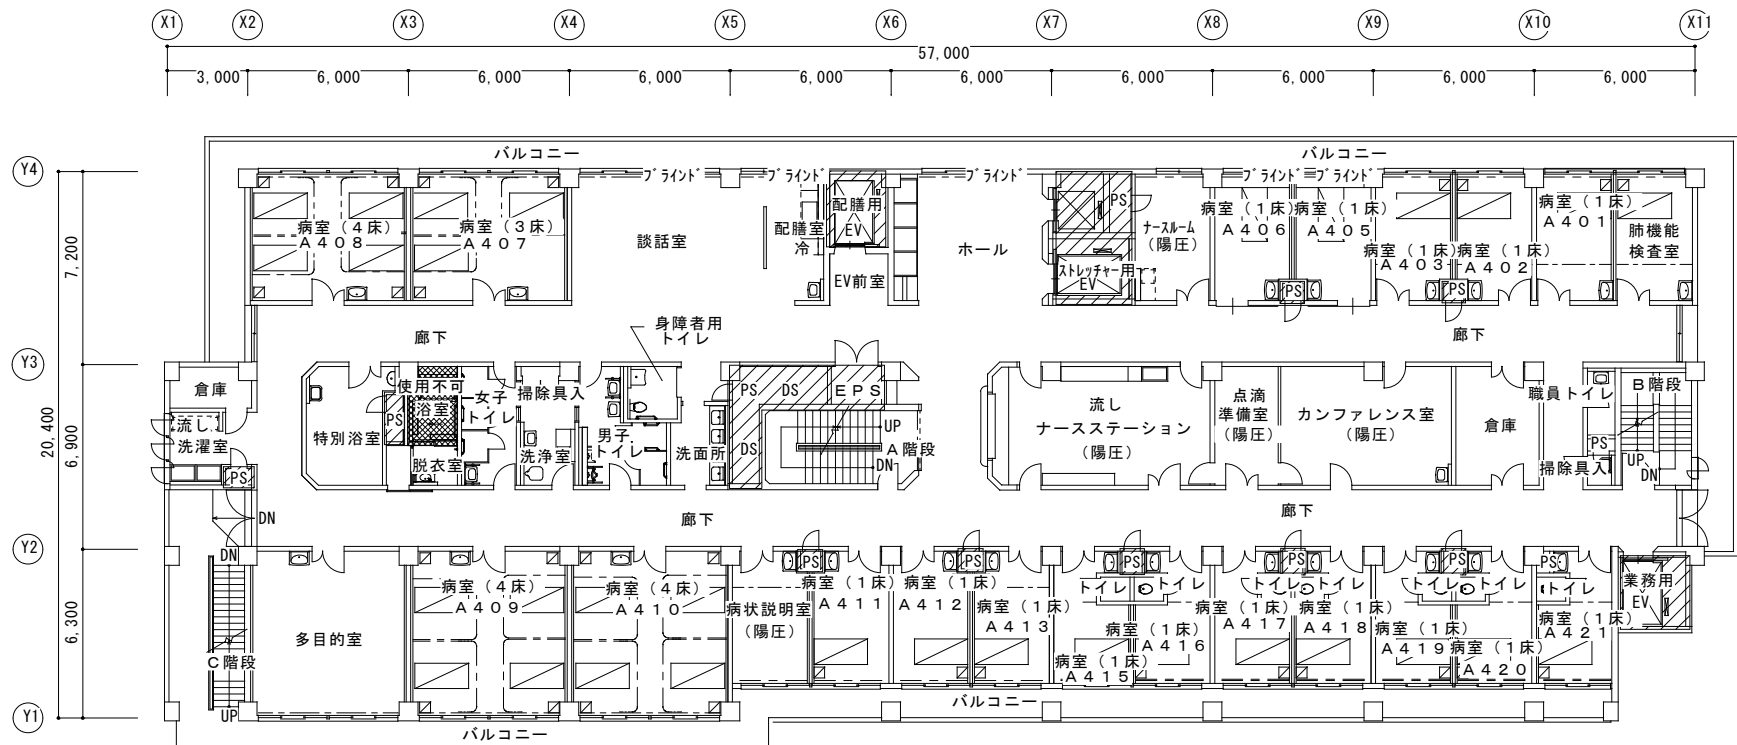 X1 X2 X3 X4 X5 X6 X7 X8 X9 X10 X11
57,000
3,000 6,000 6,000 6,000 6,000 6,000 6,000 6,000 6,000 6,000
バルコニー バルコニー
Y4
ブラインド ブラインド ブラインド ブラインド ブラインド
病室（4床）
A408
病室（3床）
A407
談話室
配膳室
冷
配膳用
EV
EV前室
ホール
PS
ストレッチャー用
EV
ナースルーム
(陽圧)
病室（1床）
A406
病室（1床）
A405
病室（1床）
A403
病室（1床）
A402
病室（1床）
A401
肺機能
検査室
PS PS
7,200
廊下
身障者用
トイレ
廊下
Y3
倉庫
流し
洗濯室
PS
特別浴室
PS
使用不可
浴室
脱衣室
女子
トイレ
掃除具入
洗浄室
男子
トイレ
洗面所
PS DS
DS
EPS
UP
A階段
DN
流し
ナースステーション
(陽圧)
点滴
準備室
(陽圧)
カンファレンス室
(陽圧)
倉庫
職員トイレ
PS
掃除具入
B階段
UP
DN
20,400
6,900
DN
廊下
廊下
Y2
DN
C階段
UP
多目的室
病室（4床）
A409
病室（4床）
A410
病状説明室
(陽圧)
PS PS PS PS PS PS
病室（1床）
A411
病室（1床）
A412
病室（1床）
A413
トイレ
病室（1床）
A415
病室（1床）
A416
トイレ
病室（1床）
A417
トイレ
トイレ
病室（1床）
A418
トイレ
病室（1床）
A419
トイレ
病室（1床）
A420
トイレ
病室（1床）
A421
業務用
EV
6,300
バルコニー
Y1
バルコニー